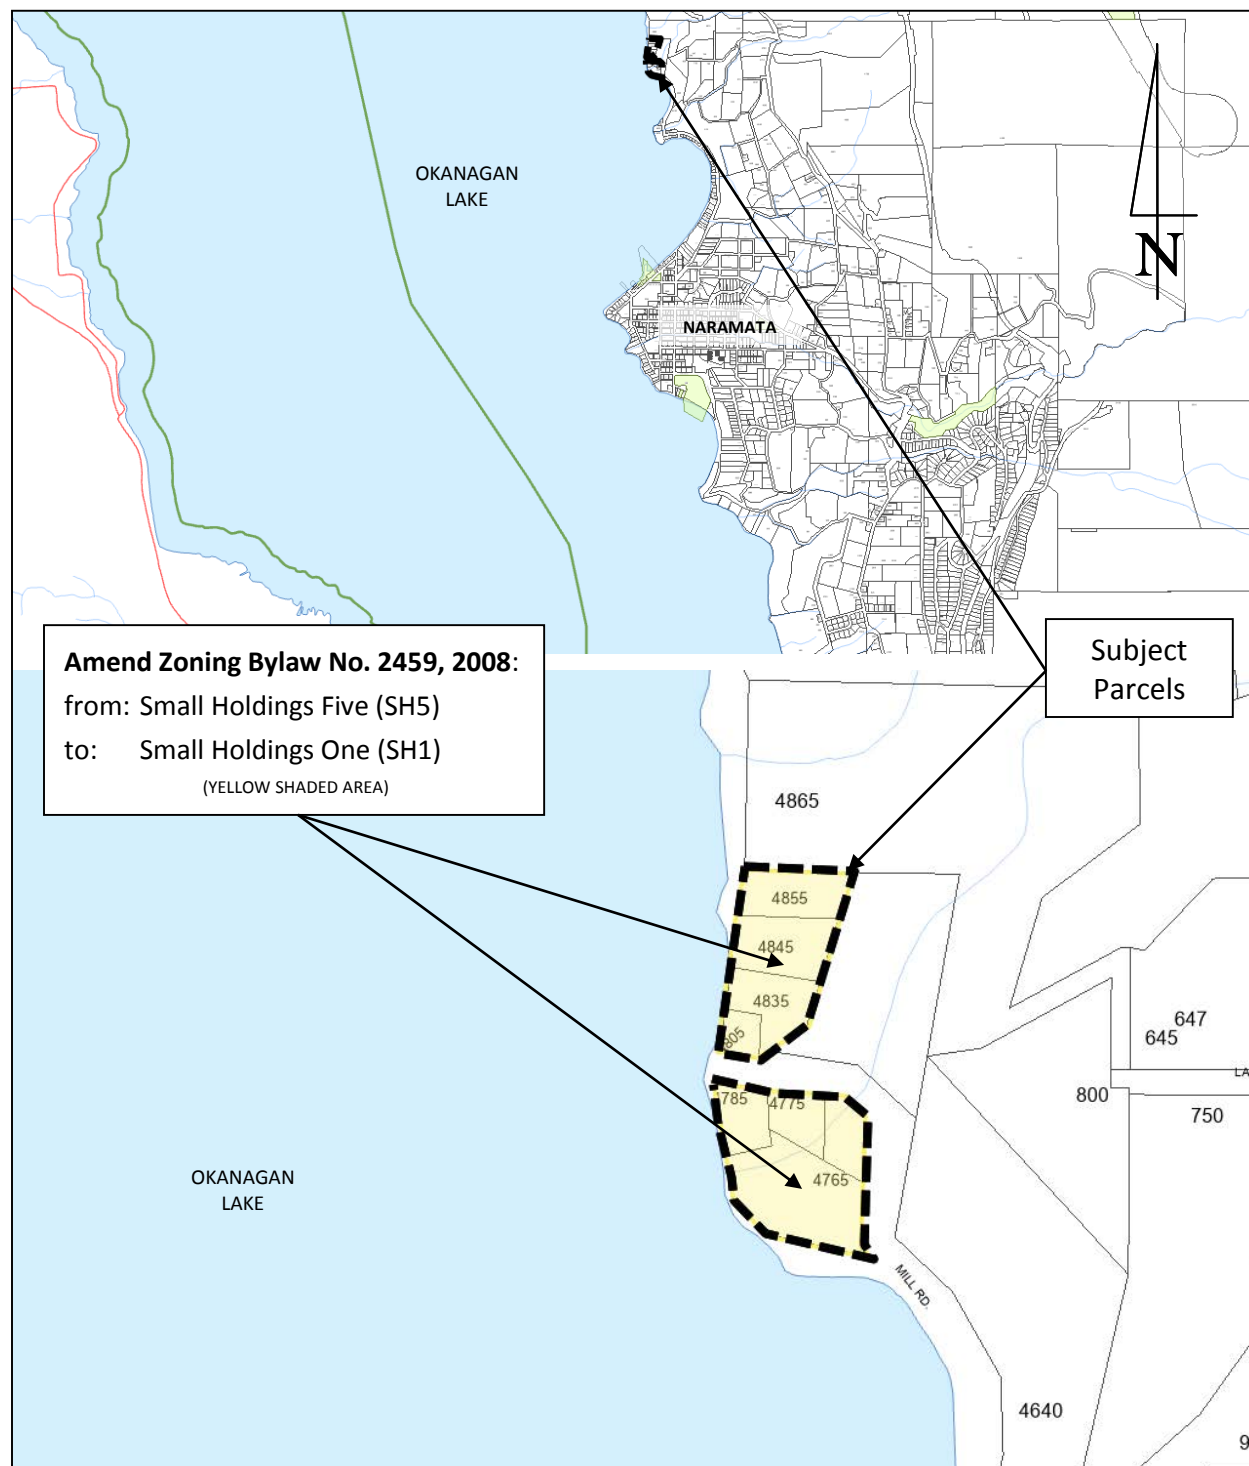 OKANAGAN
LAKE
N
NARAMATA
Amend Zoning Bylaw No. 2459, 2008:
from: Small Holdings Five (SH5)
to: Small Holdings One (SH1)
(YELLOW SHADED AREA)
Subject
Parcels
4865
4855
4845
4835
805
785
4775
4765
647
645
LA
800
750
OKANAGAN
LAKE
MILL RD.
4640
9